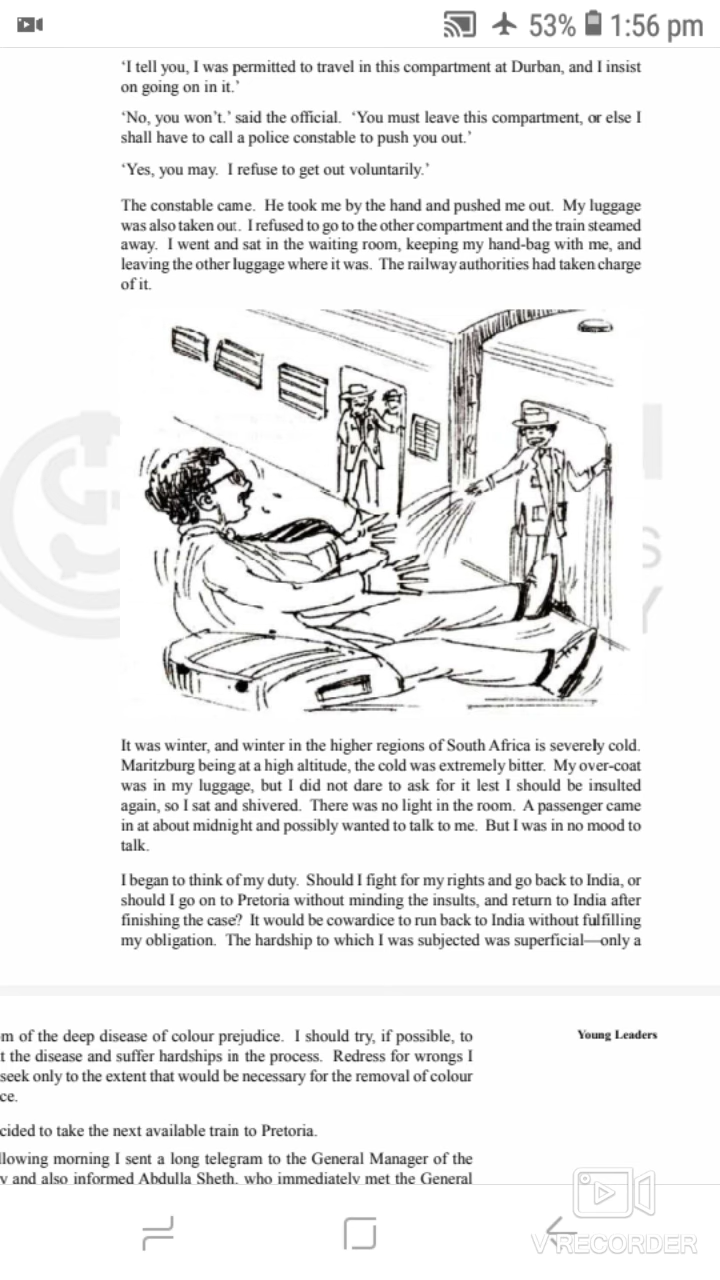 53% 1:56 pm
‘I tell you, I was permitted to travel in this compartment at Durban, and I insist
on going on in it.’
‘No, you won’t.’ said the official. ‘You must leave this compartment, or else I
shall have to call a police constable to push you out.’
‘Yes, you may. I refuse to get out voluntarily.’
The constable came. He took me by the hand and pushed me out. My luggage
was also taken out. I refused to go to the other compartment and the train steamed
away. I went and sat in the waiting room, keeping my hand-bag with me, and
leaving the other luggage where it was. The railway authorities had taken charge
of it.
It was winter, and winter in the higher regions of South Africa is severely cold.
Maritzburg being at a high altitude, the cold was extremely bitter. My over-coat
was in my luggage, but I did not dare to ask for it lest I should be insulted
again, so I sat and shivered. There was no light in the room. A passenger came
in at about midnight and possibly wanted to talk to me. But I was in no mood to
talk.
I began to think of my duty. Should I fight for my rights and go back to India, or
should I go on to Pretoria without minding the insults, and return to India after
finishing the case? It would be cowardice to run back to India without fulfilling
my obligation. The hardship to which I was subjected was superficial—only a
m of the deep disease of colour prejudice. I should try, if possible, to
t the disease and suffer hardships in the process. Redress for wrongs I
seek only to the extent that would be necessary for the removal of colour
ce.
cided to take the next available train to Pretoria.
llowing morning I sent a long telegram to the General Manager of the
y and also informed Abdulla Sheth, who immediately met the General
Young Leaders
V RECORDER